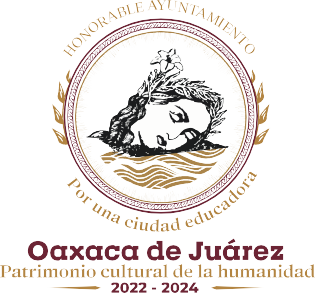 HONORABLE AYUNTAMIENTO
Por una ciudad educadora
Oaxaca de Juárez
Patrimonio cultural de la humanidad
2022 - 2024